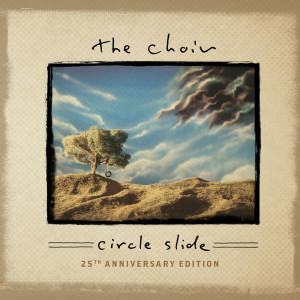 the choir
circle slide
25TH ANNIVERSARY EDITION